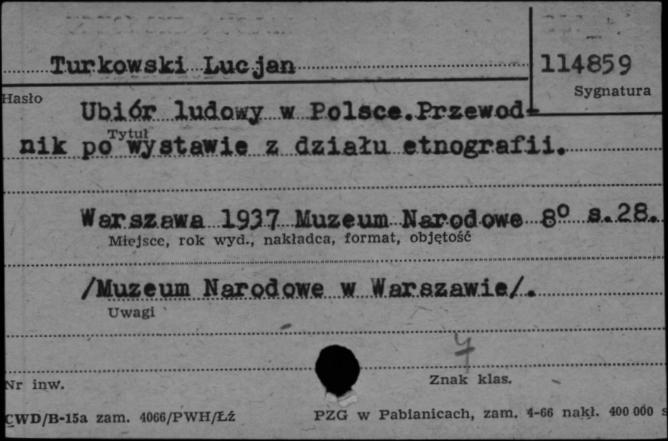 Turkowski Lucjan
114859
Hasło
Sygnatura
Ubiór ludowy w Polsce.Przewod-
Tytuł
nik po wystawie z działu etnografii.
Warszawa 1937 Muzeum Narodowe 8° s.28.
Miejsce, rok wyd., nakładca, format, objętość
/Muzeum Narodowe w Warszawie/.
Uwagi
7
Nr inw.
Znak klas.
CWD/B-15a zam. 4066/PWH/Łź
PZG w Pabianicach, zam. 4-66 nakł. 400 000 s